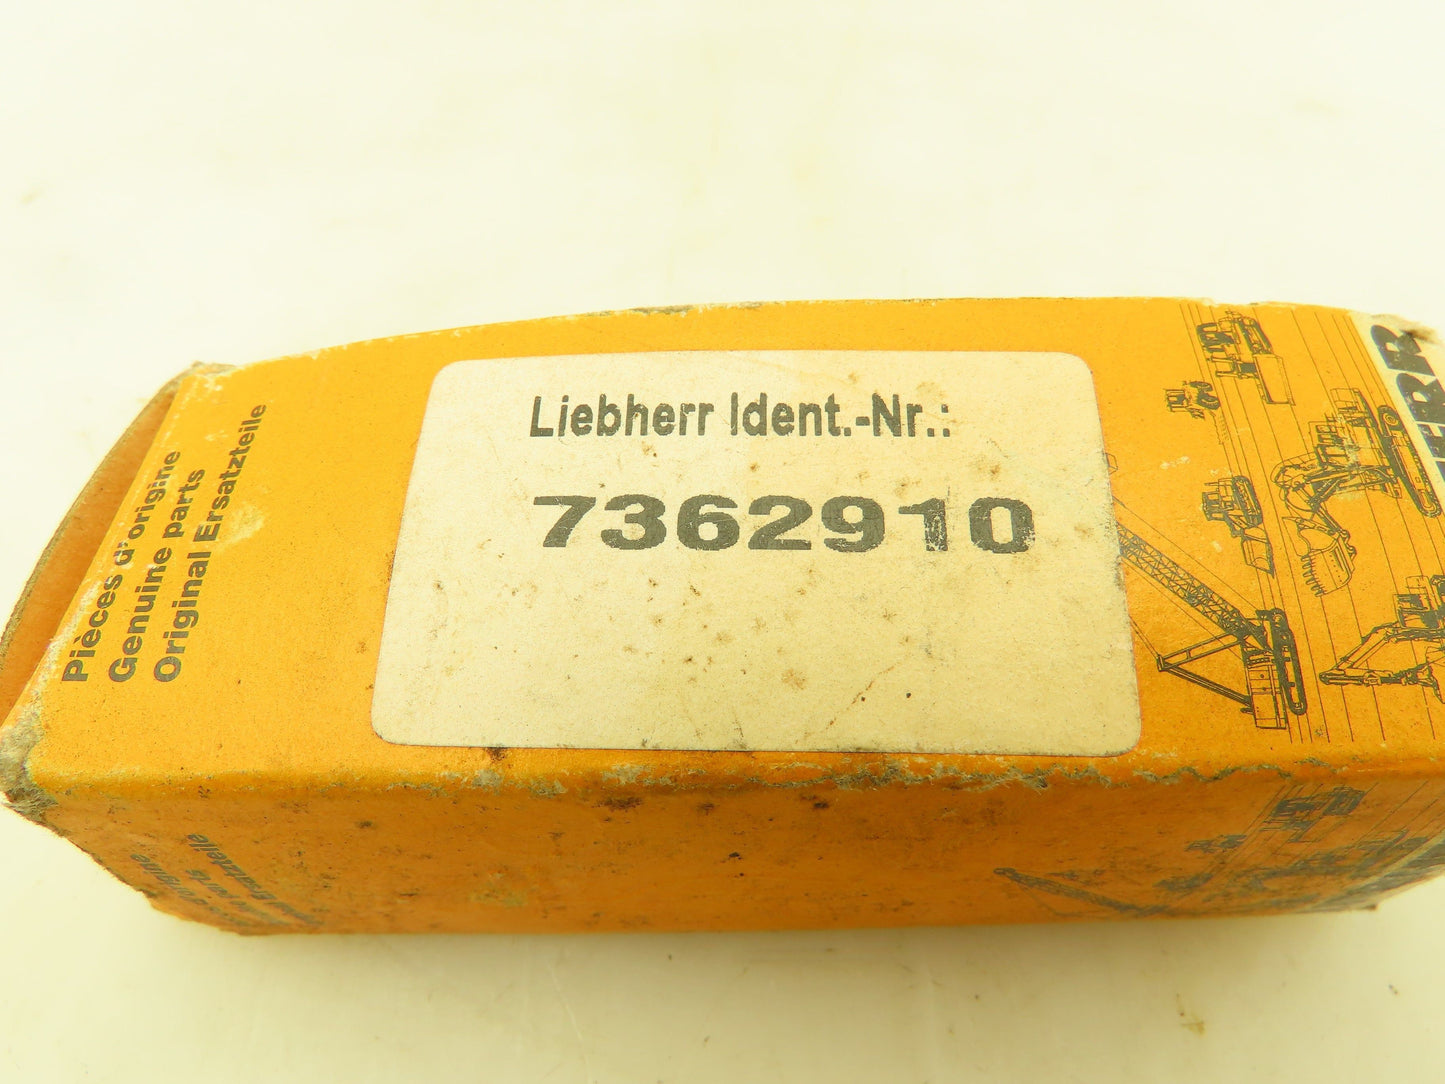 Pièces d'origine
Genuine parts
Original Ersatzteile
Liebherr Ident.-Nr.:
7362910